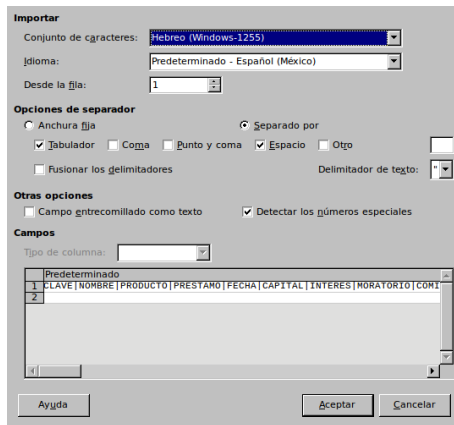 Importar
Conjunto de caracteres: Hebreo (Windows-1255)
Idioma: Predeterminado - Español (México)
Desde la fila: 1
Opciones de separador
Anchura fija Separado por
Tabulador Coma Punto y coma Espacio Otro
Fusionar los delimitadores Delimitador de texto: "
Otras opciones
Campo entrecomillado como texto Detectar los números especiales
Campos
Tipo de columna:
Predeterminado
1 CLAVE|NOMBRE|PRODUCTO|PRESTAMO|FECHA|CAPITAL|INTERES|MORATORIO|COMI
2
Ayuda Aceptar Cancelar